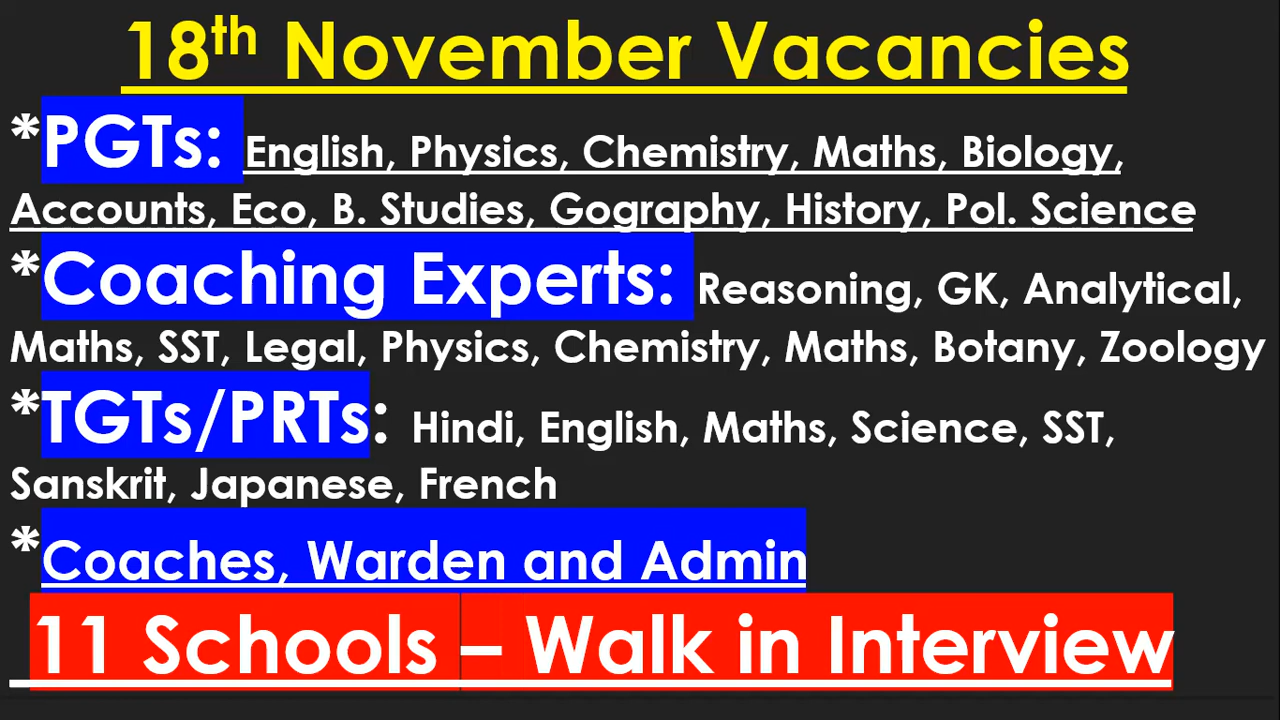 18th November Vacancies
*PGTs: English, Physics, Chemistry, Maths, Biology,
Accounts, Eco, B. Studies, Gography, History, Pol. Science
*Coaching Experts: Reasoning, GK, Analytical,
Maths, SST, Legal, Physics, Chemistry, Maths, Botany, Zoology
*TGTs/PRTs: Hindi, English, Maths, Science, SST,
Sanskrit, Japanese, French
*Coaches, Warden and Admin
11 Schools – Walk in Interview